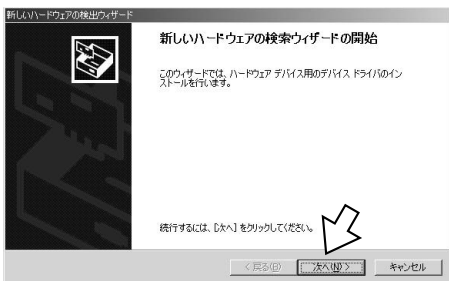 新しいハードウェアの検出ウィザード
新しいハードウェアの検索ウィザードの開始
このウィザードでは、ハードウェア デバイス用のデバイス ドライバのイン
ストールを行います。
続行するには、[次へ] をクリックしてください。
< 戻る(B)
次へ(N) >
キャンセル